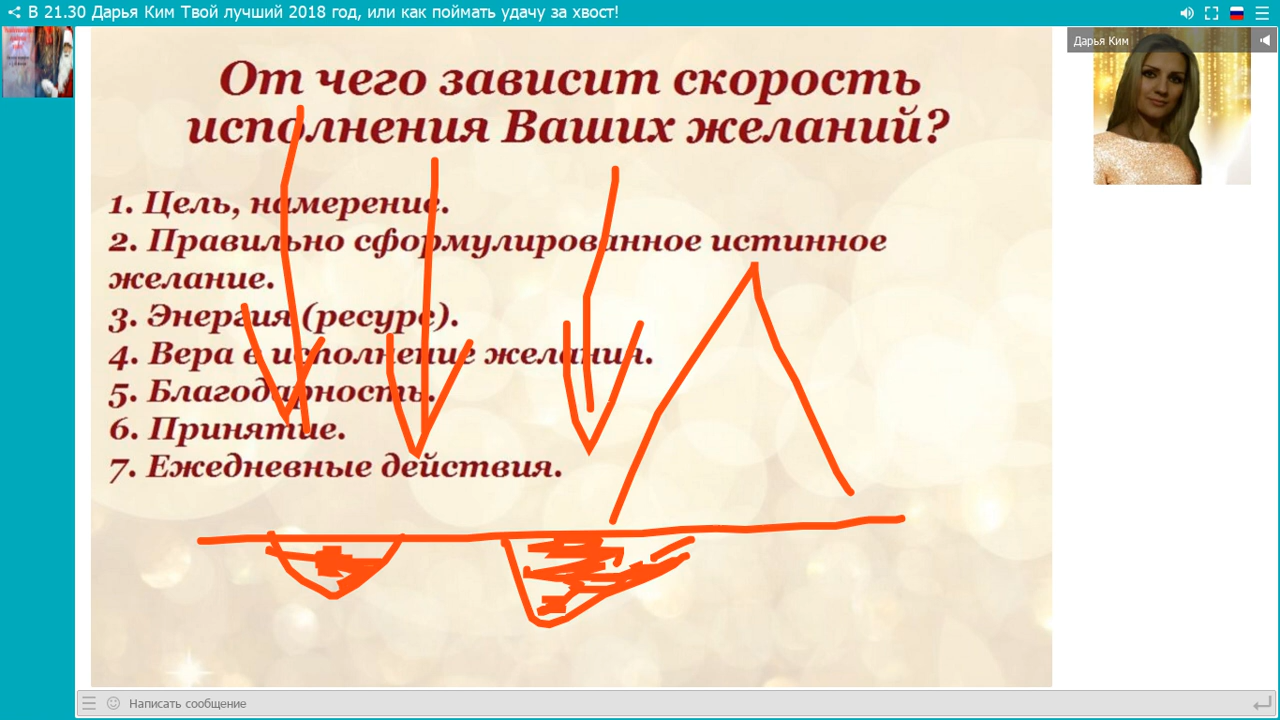 В 21.30 Дарья Ким Твой лучший 2018 год, или как поймать удачу за хвост!
Дарья Ким
От чего зависит скорость
исполнения Ваших желаний?
1. Цель, намерение.
2. Правильно сформулированное истинное
желание.
3. Энергия (ресурс).
4. Вера в исполнение желания.
5. Благодарность.
6. Принятие.
7. Ежедневные действия.
Написать сообщение